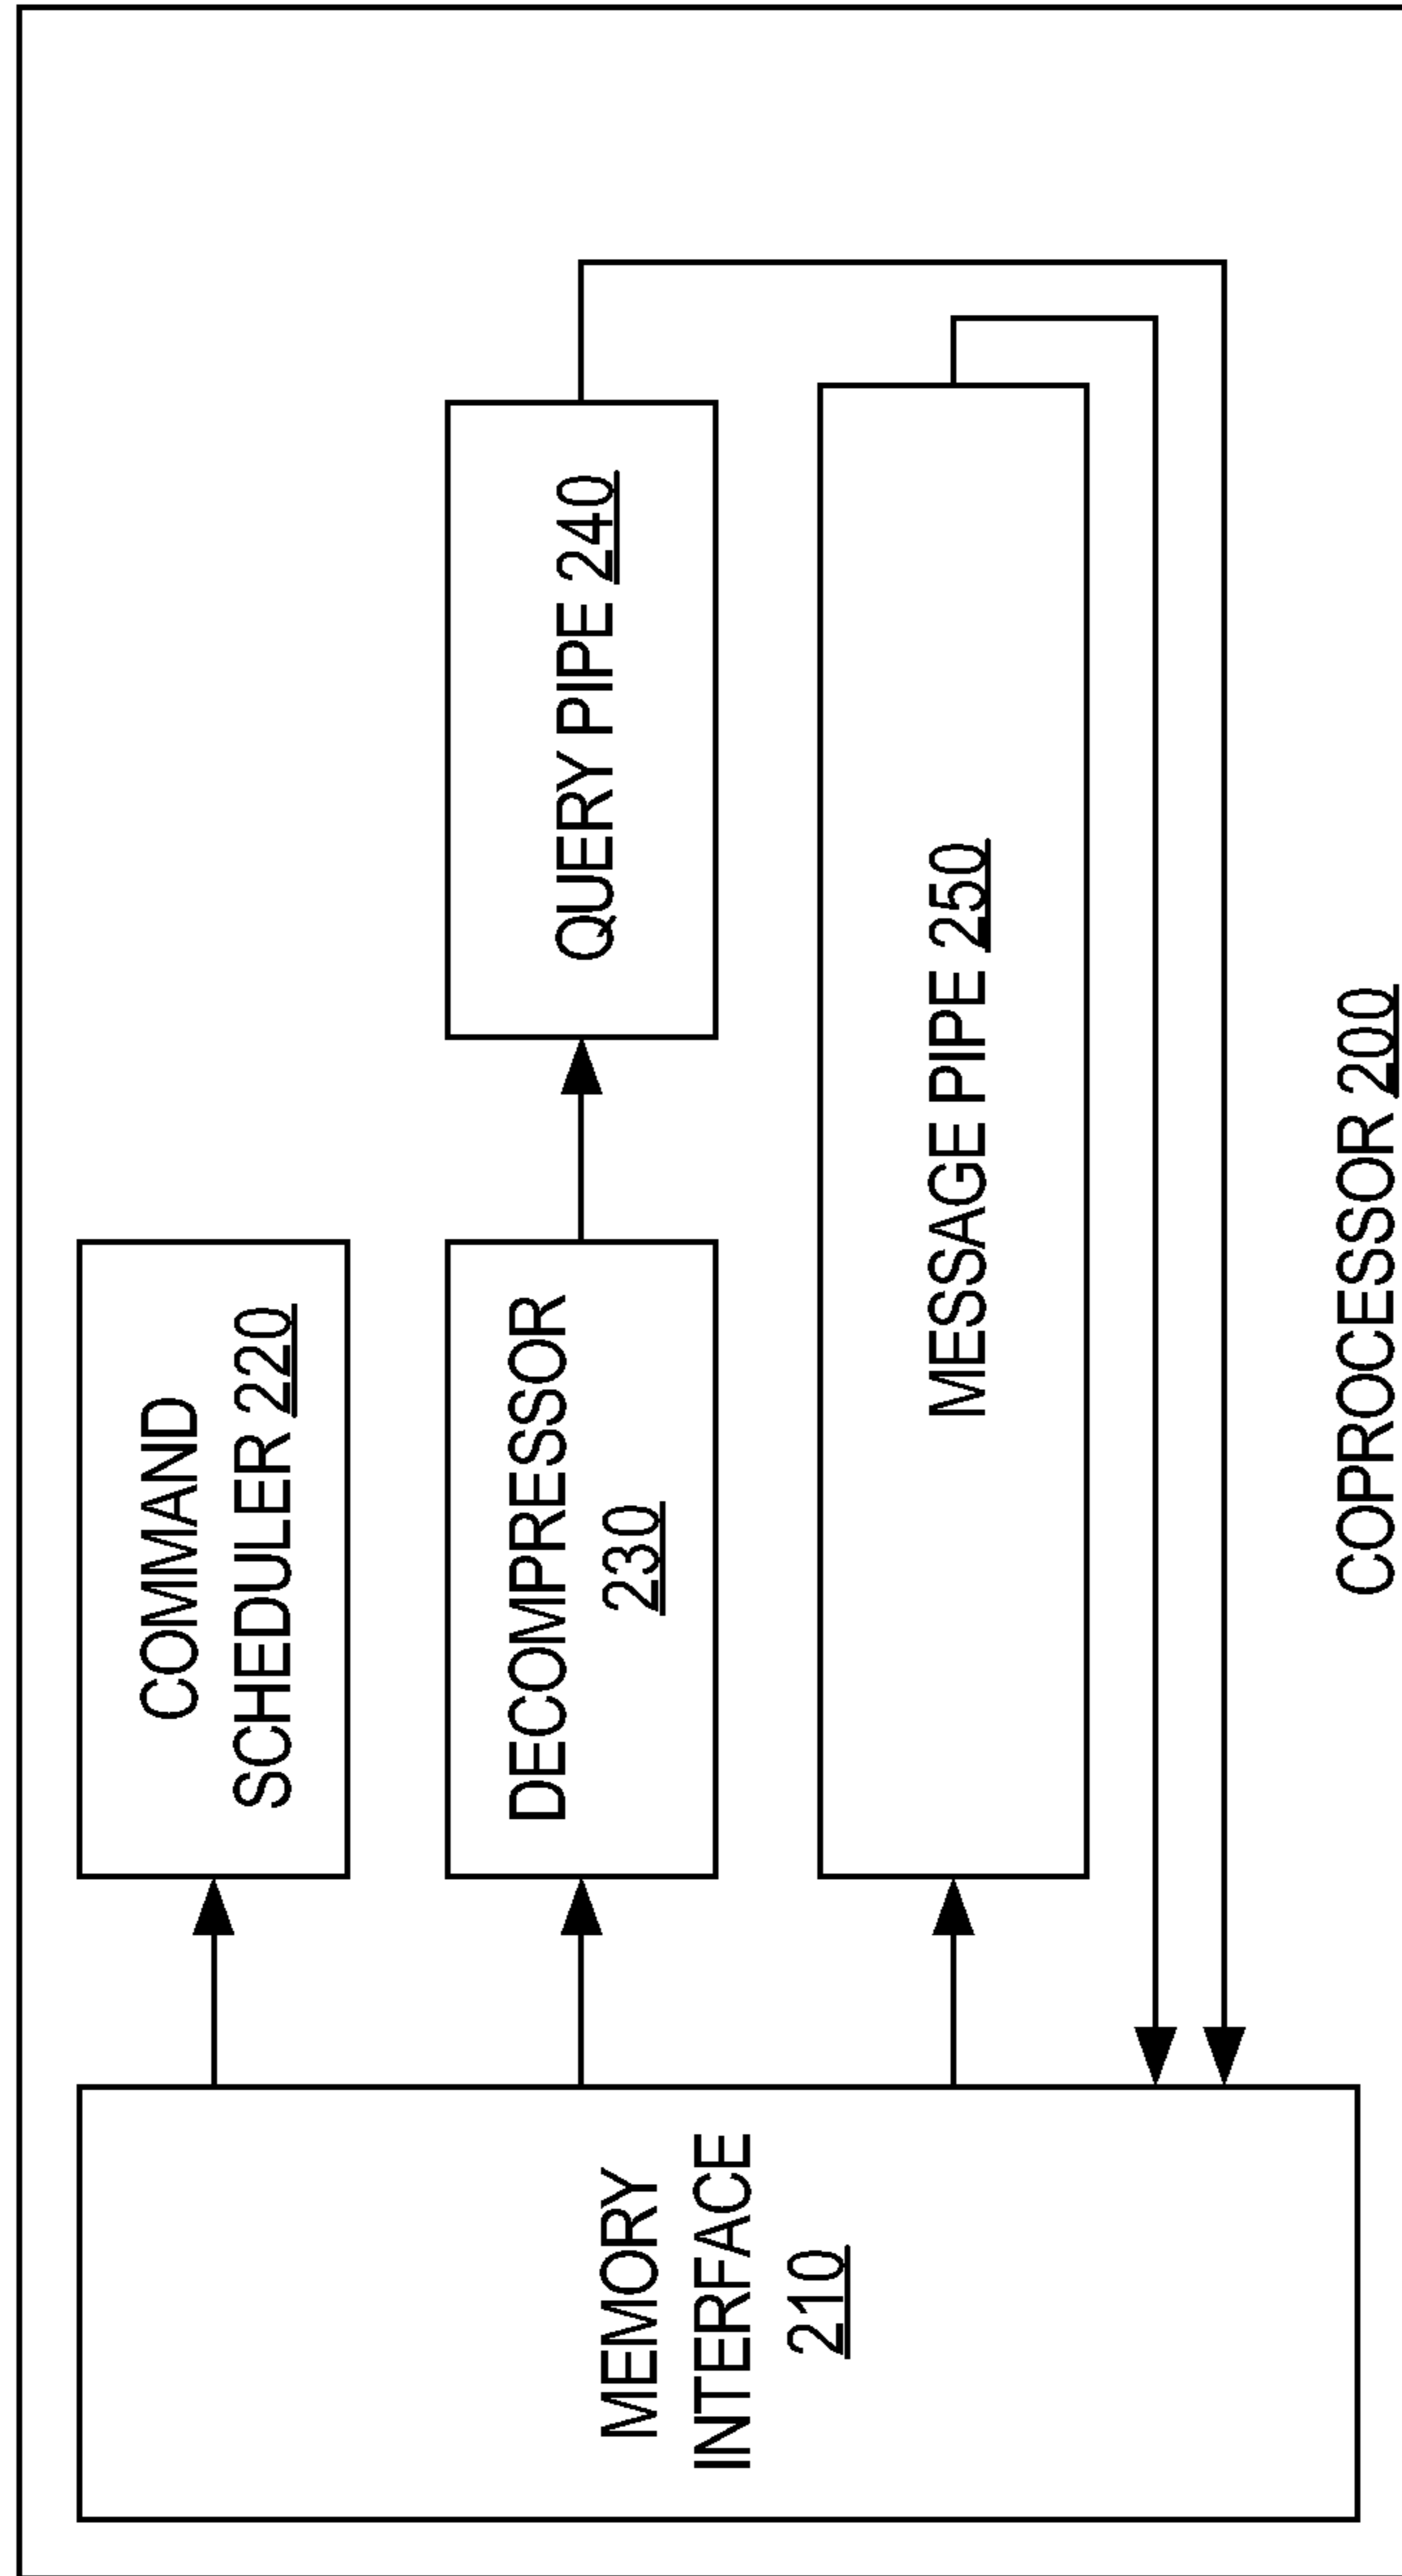 COMMAND
SCHEDULER 220
DECOMPRESSOR
230
QUERY PIPE 240
MEMORY
INTERFACE
210
MESSAGE PIPE 250
COPROCESSOR 200